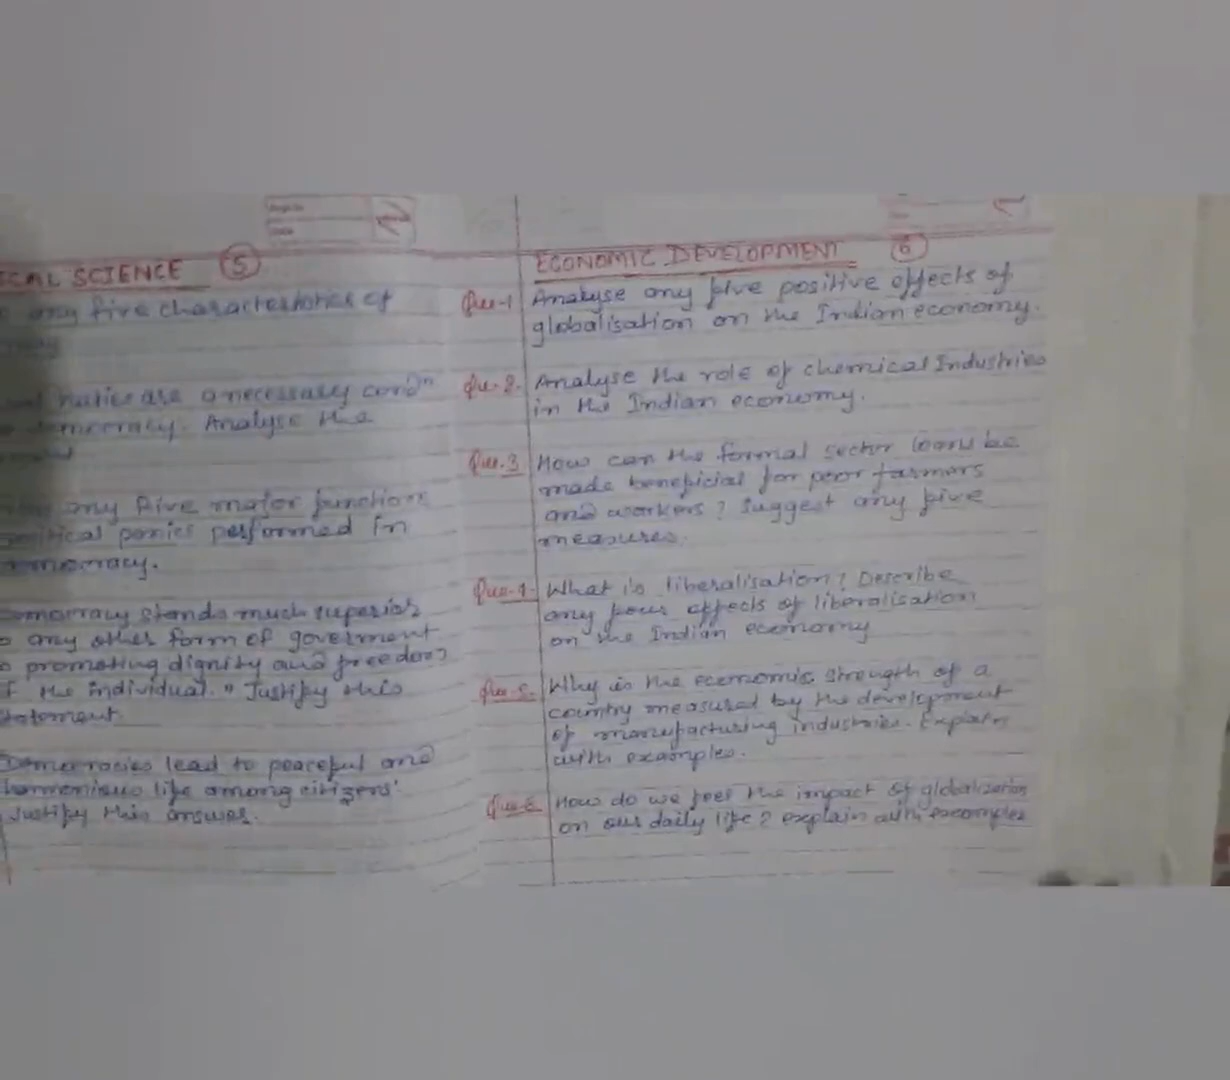 CAL SCIENCE 5
any five characterstatics of
parties are a necessary cond"
democracy. Analyse the
any five major functions
political parties performed in
democracy.
emocracy stands much superior
o any other form of goverment
promoting dignity and freedom
f the individual." Justify this
statement.
Democracies lead to peaceful and
harmonious life among citizens'
Justify this answer.
ECONOMIC DEVELOPMENT 6
Que-1 Analyse any five positive effects of
globalisation on the Indian economy.
Que-2. Analyse the role of chemical Industries
in the Indian economy.
Que-3 How can the formal sector loans be
made beneficial for poor farmers
and workers? Suggest any five
measures.
Que-4- What is liberalisation? Describe
any four effects of liberalisation
on the Indian economy
Que-5- Why is the economic strength of a
country measured by the development
of manufacturing industries. Explain
with examples.
Que-6. How do we feel the impact of globalization
on our daily life? explain with examples